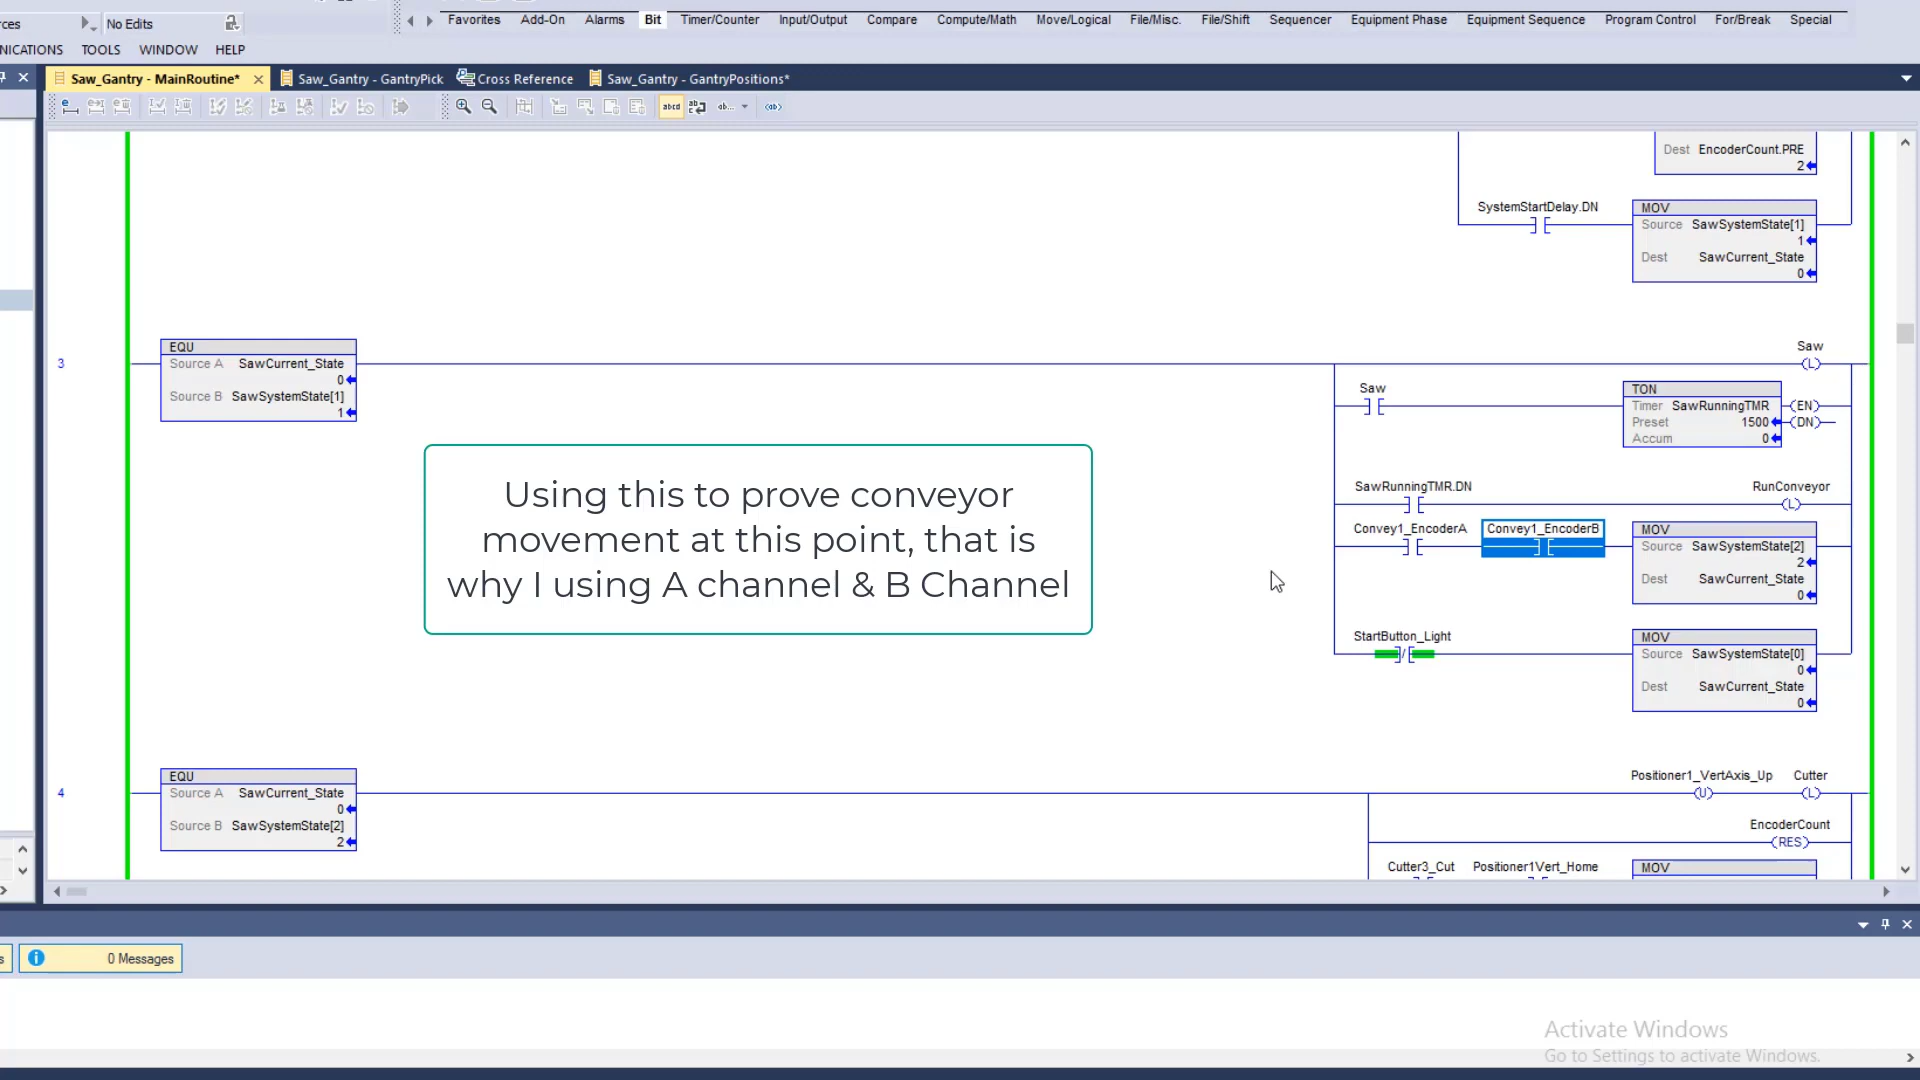 rces
No Edits
Favorites Add-On Alarms Bit Timer/Counter Input/Output Compare Compute/Math Move/Logical File/Misc. File/Shift Sequencer Equipment Phase Equipment Sequence Program Control For/Break Special
NICATIONS TOOLS WINDOW HELP
Saw_Gantry - MainRoutine* Saw_Gantry - GantryPick Cross Reference Saw_Gantry - GantryPositions*
abcd
Dest EncoderCount.PRE
2
SystemStartDelay.DN
MOV
Source SawSystemState[1]
1
Dest SawCurrent_State
0
3
EQU
Source A SawCurrent_State
0
Source B SawSystemState[1]
1
Saw
(L)
Saw
TON
Timer SawRunningTMR (EN)
Preset 1500 (DN)
Accum 0
SawRunningTMR.DN
RunConveyor
(L)
Convey1_EncoderA Convey1_EncoderB
MOV
Source SawSystemState[2]
2
Dest SawCurrent_State
0
StartButton_Light
MOV
Source SawSystemState[0]
0
Dest SawCurrent_State
0
Using this to prove conveyor
movement at this point, that is
why I using A channel & B Channel
4
EQU
Source A SawCurrent_State
0
Source B SawSystemState[2]
2
Positioner1_VertAxis_Up Cutter
(U) (L)
EncoderCount
(RES)
Cutter3_Cut Positioner1Vert_Home
MOV
s
0 Messages
Activate Windows
Go to Settings to activate Windows.